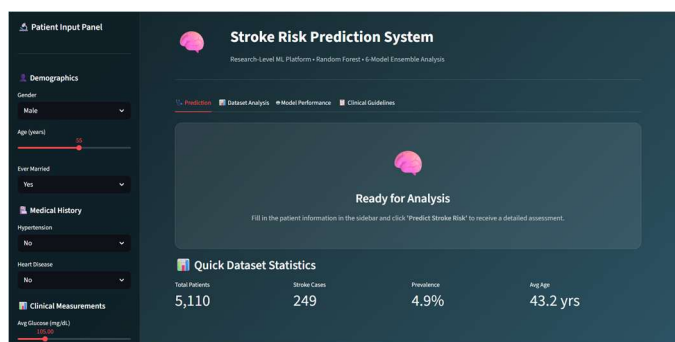 Patient Input Panel
Demographics
Gender
Male
Age (years)
Ever Married
Yes
Medical History
Hypertension
No
Heart Disease
No
Clinical Measurements
Avg Glucose (mg/dL)
105.00
Stroke Risk Prediction System
Research-Level ML Platform • Random Forest • 6-Model Ensemble Analysis
Prediction Dataset Analysis Model Performance Clinical Guidelines
Ready for Analysis
Fill in the patient information in the sidebar and click 'Predict Stroke Risk' to receive a detailed assessment.
Quick Dataset Statistics
Total Patients Stroke Cases Prevalence Avg Age
5,110 249 4.9% 43.2 yrs